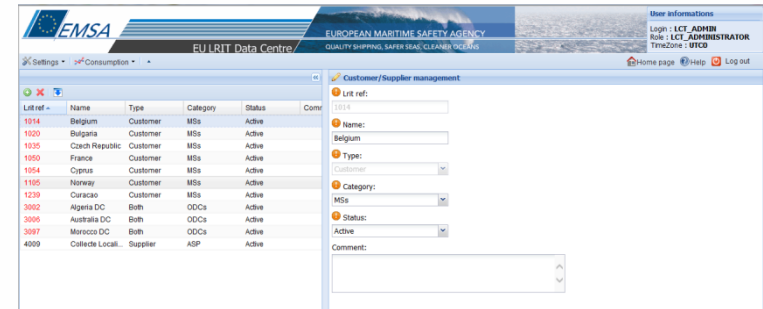 EMSA
EU LRIT Data Centre
EUROPEAN MARITIME SAFETY AGENCY
QUALITY SHIPPING, SAFER SEAS, CLEANER OCEANS
User informations
Login : LCT_ADMIN
Role : LCT_ADMINISTRATOR
TimeZone : UTC0
Settings Consumption
Home page Help Log out
Lrit ref Name Type Category Status Comr
1014 Belgium Customer MSs Active
1020 Bulgaria Customer MSs Active
1035 Czech Republic Customer MSs Active
1050 France Customer MSs Active
1054 Cyprus Customer MSs Active
1105 Norway Customer MSs Active
1239 Curacao Customer MSs Active
3002 Algeria DC Both ODCs Active
3006 Australia DC Both ODCs Active
3097 Morocco DC Both ODCs Active
4009 Collecte Locali... Supplier ASP Active
Customer/Supplier management
Lrit ref:
1014
Name:
Belgium
Type:
Customer
Category:
MSs
Status:
Active
Comment: